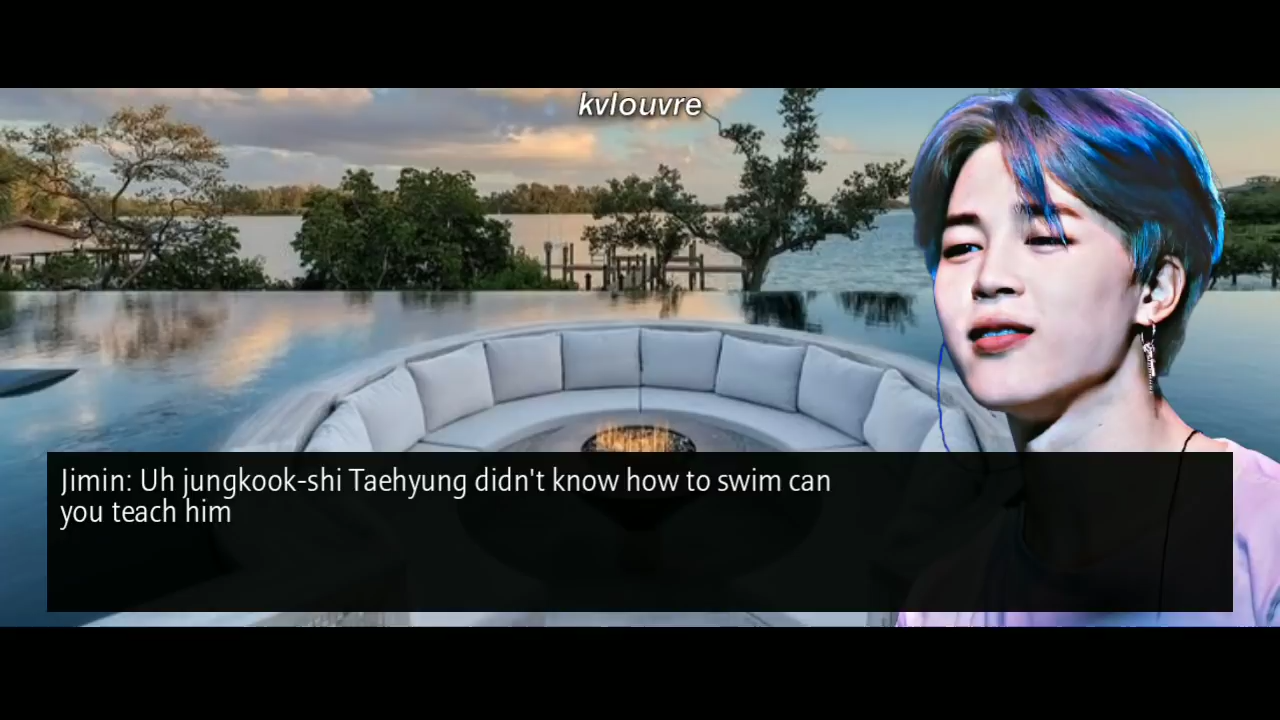 kvlouvre
Jimin: Uh jungkook-shi Taehyung didn't know how to swim can
you teach him